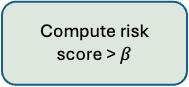 Compute risk
score > β